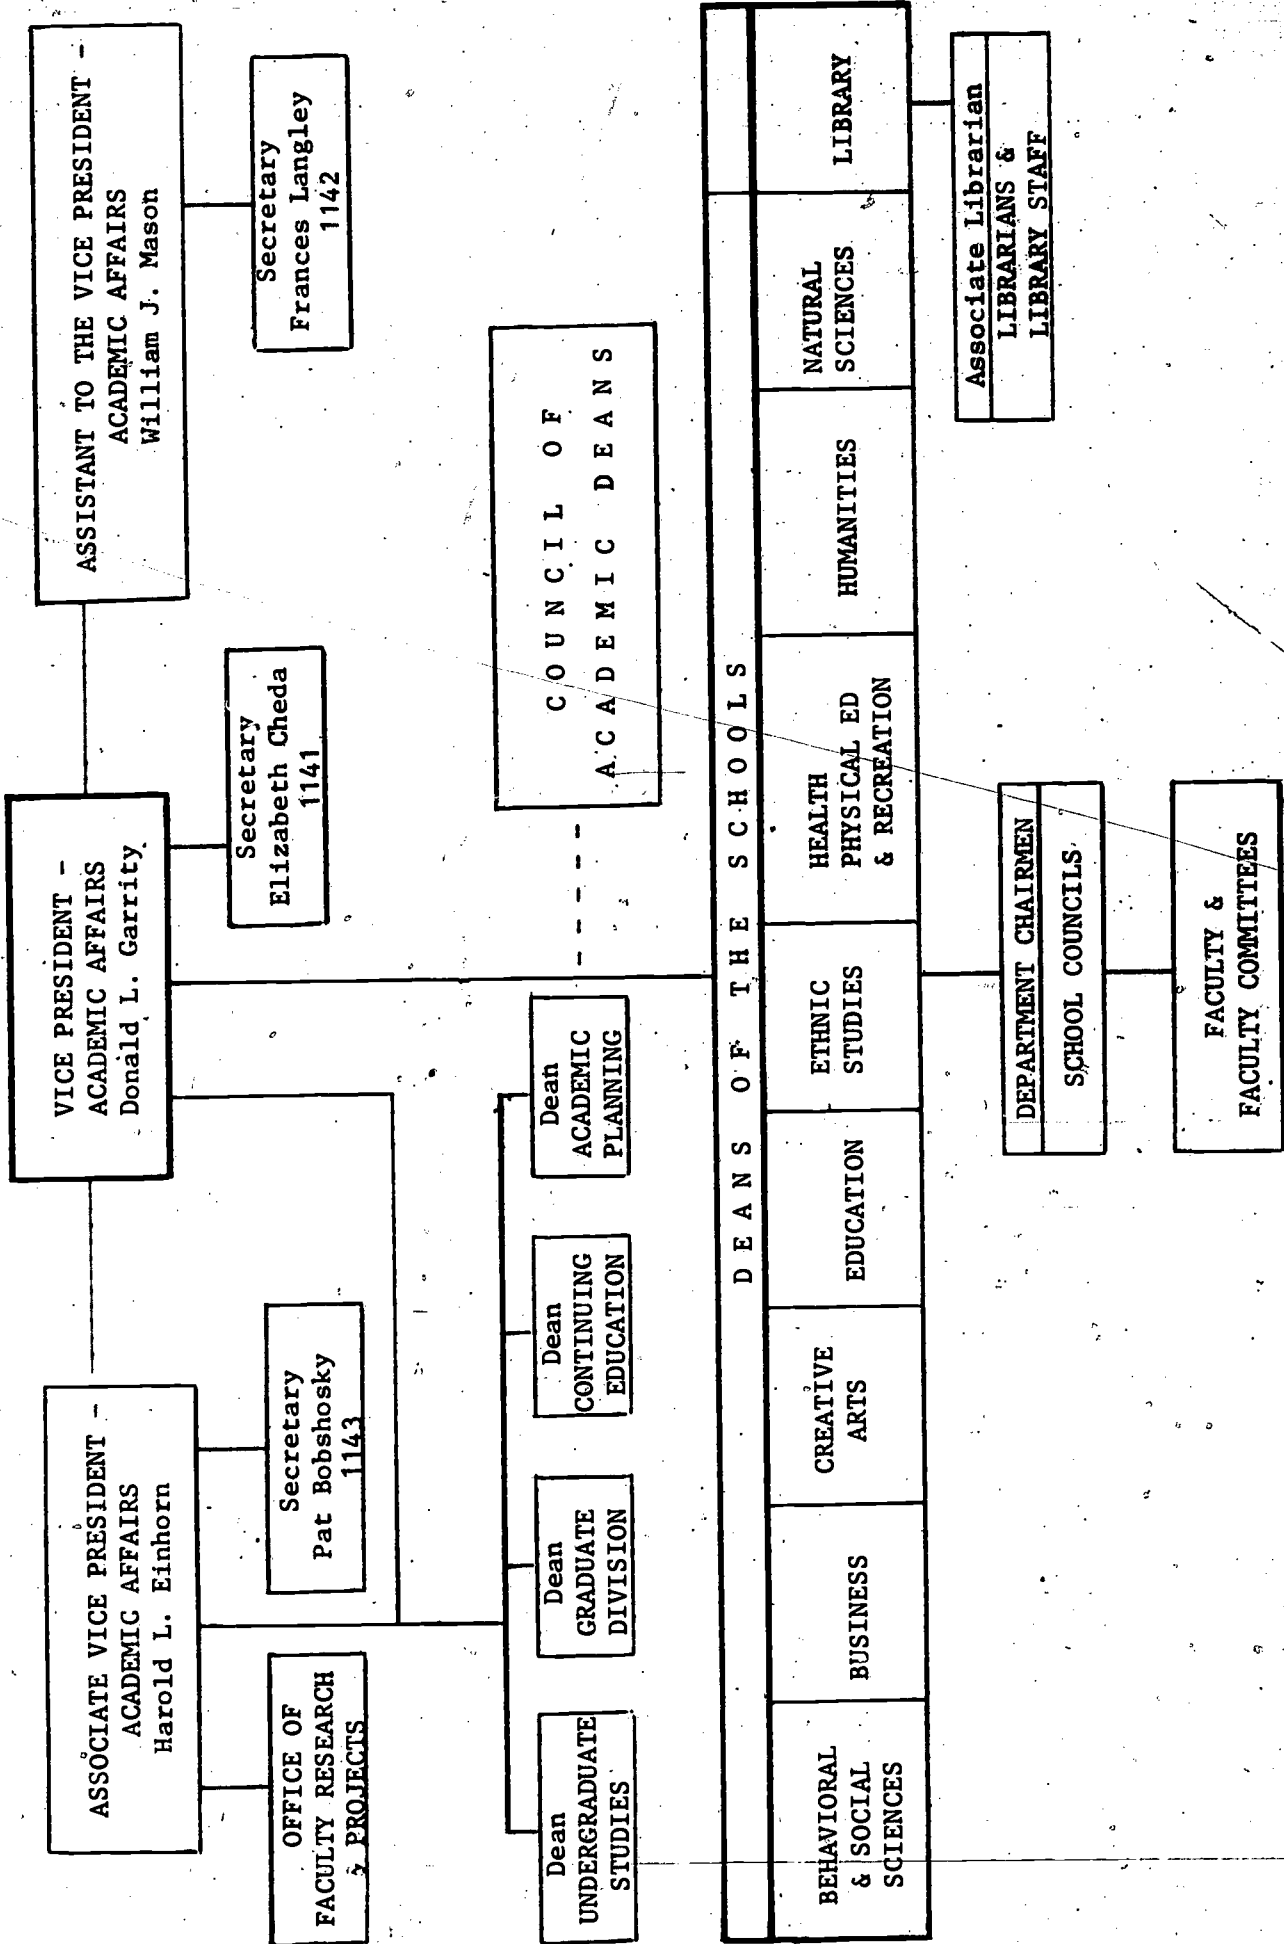 VICE PRESIDENT –
ACADEMIC AFFAIRS
Donald L. Garrity
ASSOCIATE VICE PRESIDENT –
ACADEMIC AFFAIRS
Harold L. Einhorn
ASSISTANT TO THE VICE PRESIDENT –
ACADEMIC AFFAIRS
William J. Mason
OFFICE OF
FACULTY RESEARCH
& PROJECTS
Secretary
Pat Bobshosky
1143
Secretary
Elizabeth Cheda
1141
Secretary
Frances Langley
1142
Dean
UNDERGRADUATE
STUDIES
Dean
GRADUATE
DIVISION
Dean
CONTINUING
EDUCATION
Dean
ACADEMIC
PLANNING
COUNCIL OF
ACADEMIC DEANS
DEANS OF THE SCHOOLS
BEHAVIORAL
& SOCIAL
SCIENCES
BUSINESS
CREATIVE
ARTS
EDUCATION
ETHNIC
STUDIES
HEALTH
PHYSICAL ED
& RECREATION
HUMANITIES
NATURAL
SCIENCES
LIBRARY
DEPARTMENT CHAIRMEN
SCHOOL COUNCILS
FACULTY &
FACULTY COMMITTEES
Associate Librarian
LIBRARIANS &
LIBRARY STAFF